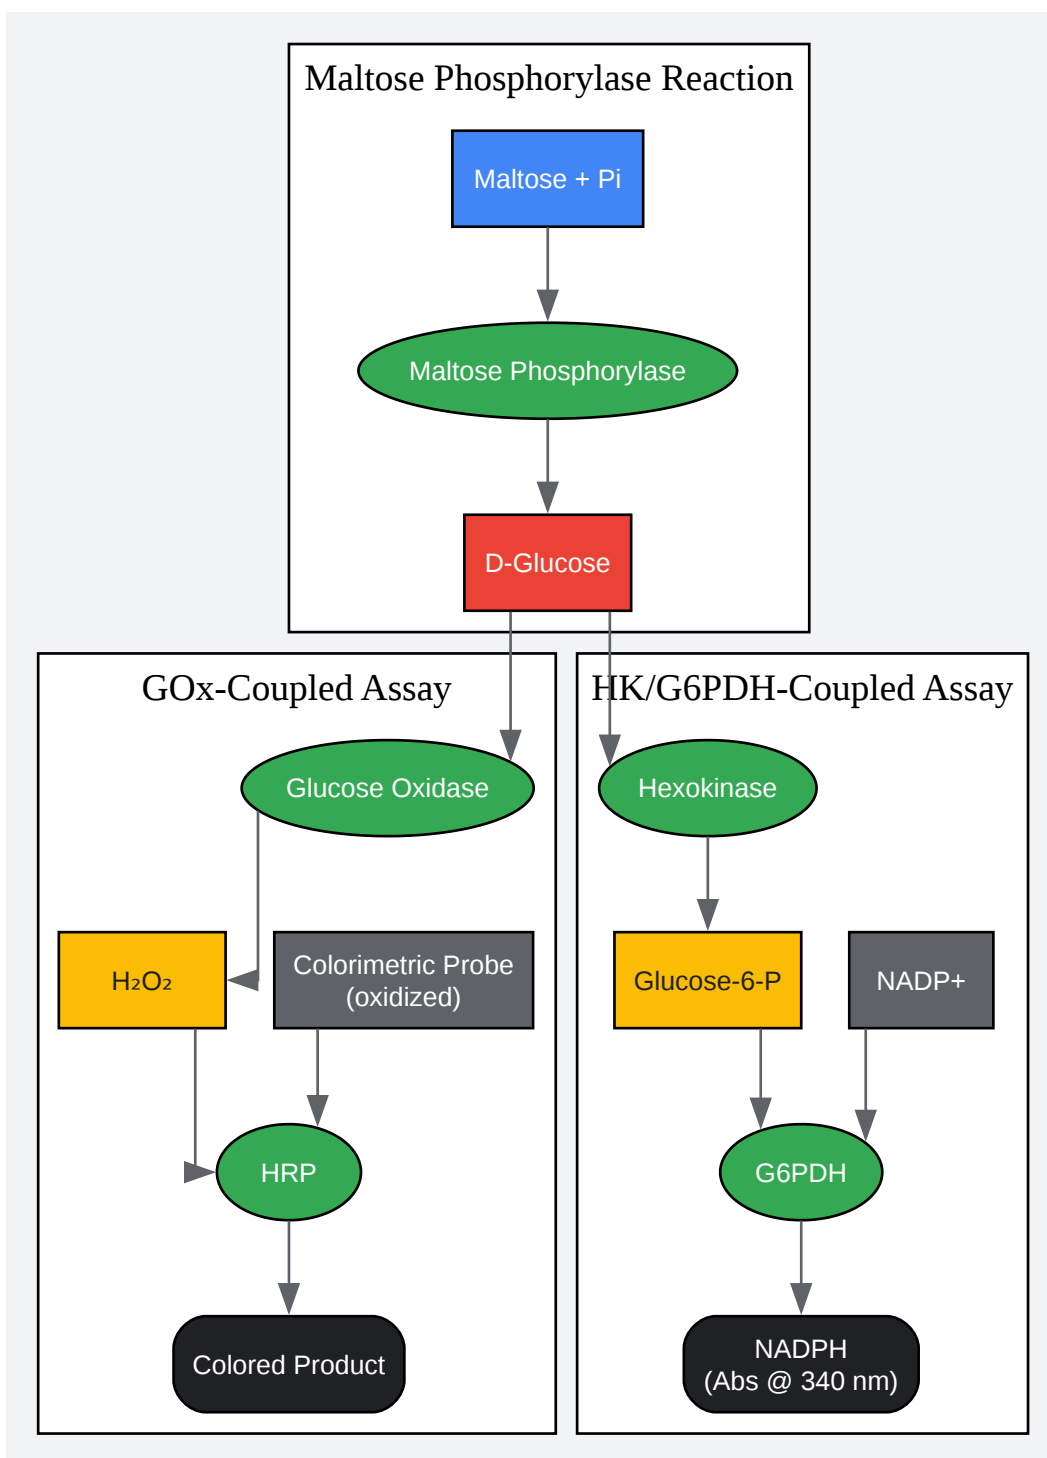 Maltose Phosphorylase Reaction
Maltose + Pi
Maltose Phosphorylase
D-Glucose
GOx-Coupled Assay
Glucose Oxidase
H₂O₂
Colorimetric Probe
(oxidized)
HRP
Colored Product
HK/G6PDH-Coupled Assay
Hexokinase
Glucose-6-P
NADP+
G6PDH
NADPH
(Abs @ 340 nm)